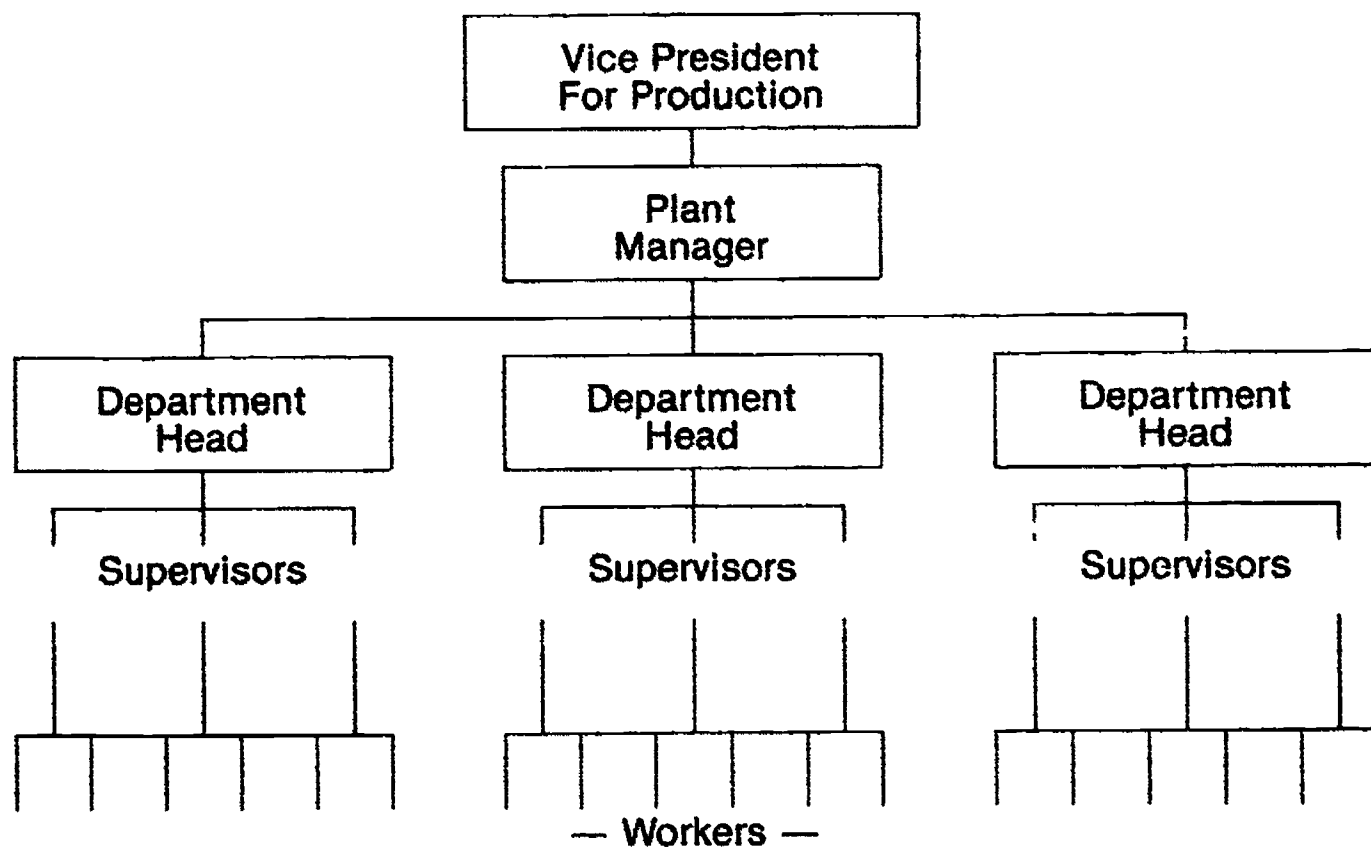 Vice President
For Production
Plant
Manager
Department
Head
Department
Head
Department
Head
Supervisors
Supervisors
Supervisors
— Workers —